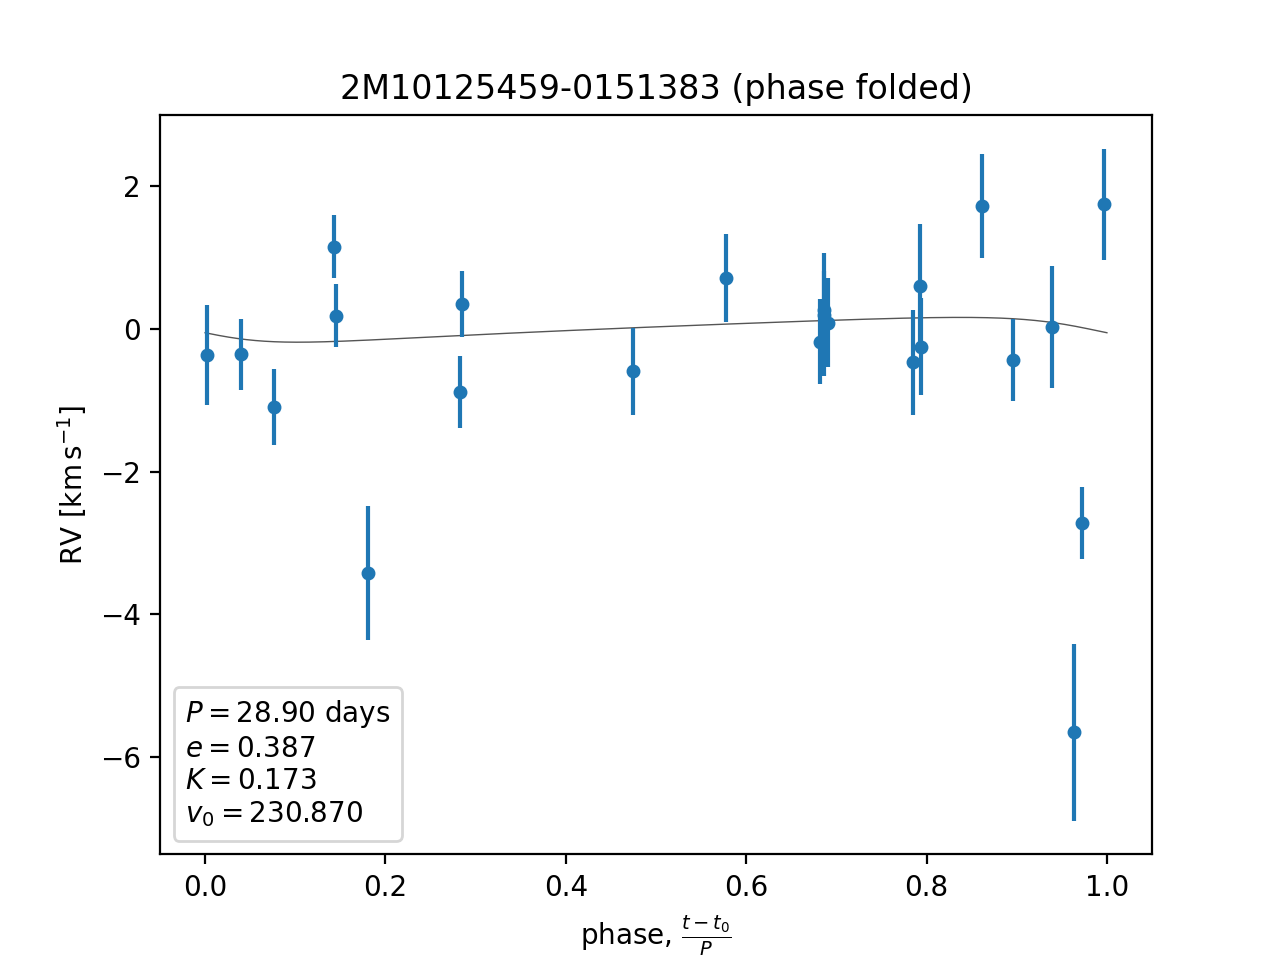 2M10125459-0151383 (phase folded)
2
0
−2
−4
−6
RV [km s⁻¹]
P = 28.90 days
e = 0.387
K = 0.173
v₀ = 230.870
0.0 0.2 0.4 0.6 0.8 1.0
phase, (t − t₀)/P